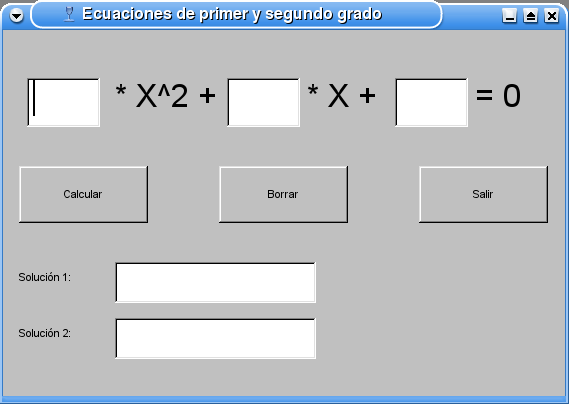 Ecuaciones de primer y segundo grado
* X^2 + * X + = 0
Calcular Borrar Salir
Solución 1:
Solución 2: